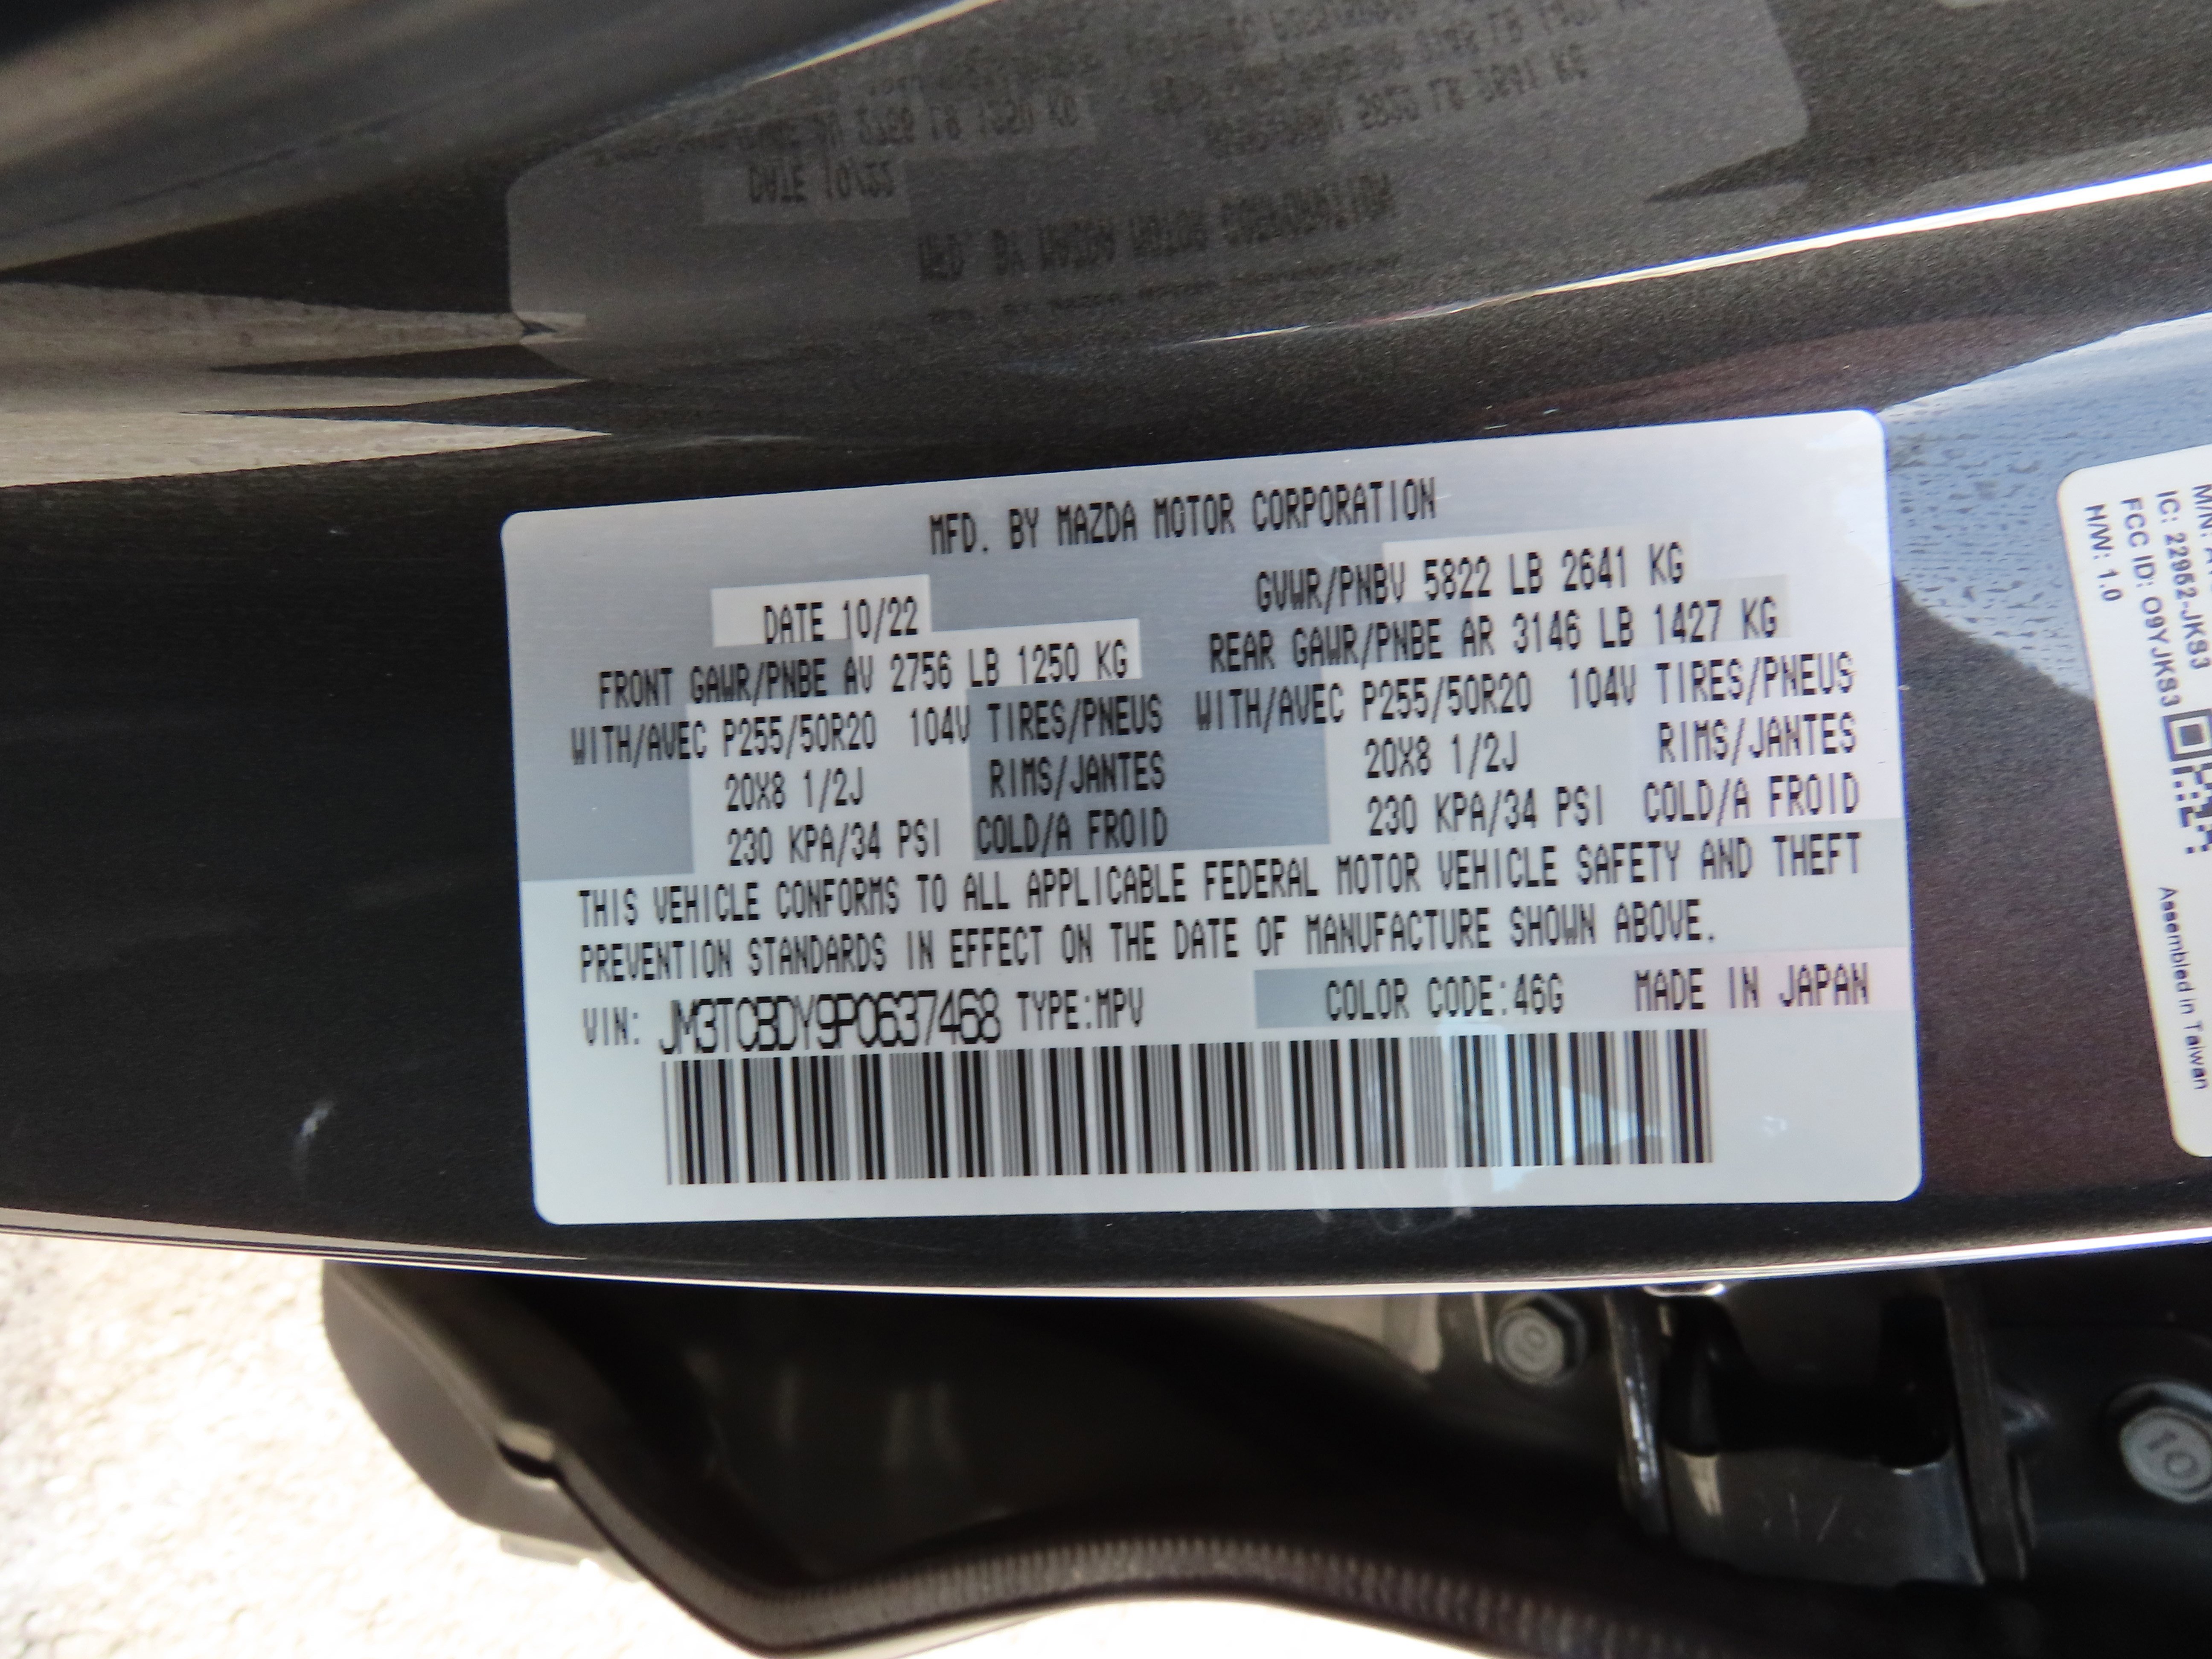 MFD. BY MAZDA MOTOR CORPORATION
DATE 10/22
GVWR/PNBV 5822 LB 2641 KG
FRONT GAWR/PNBE AV 2756 LB 1250 KG
REAR GAWR/PNBE AR 3146 LB 1427 KG
WITH/AVEC P255/50R20 104V TIRES/PNEUS
WITH/AVEC P255/50R20 104V TIRES/PNEUS
20X8 1/2J RIMS/JANTES
20X8 1/2J RIMS/JANTES
230 KPA/34 PSI COLD/A FROID
230 KPA/34 PSI COLD/A FROID
THIS VEHICLE CONFORMS TO ALL APPLICABLE FEDERAL MOTOR VEHICLE SAFETY AND THEFT
PREVENTION STANDARDS IN EFFECT ON THE DATE OF MANUFACTURE SHOWN ABOVE.
VIN: JM3TCBDY9P0637468 TYPE:MPV COLOR CODE:46G MADE IN JAPAN
IC: 22952-JKS3
FCC ID: O9YJKS3
H/W: 1.0
Assembled in Taiwan
10